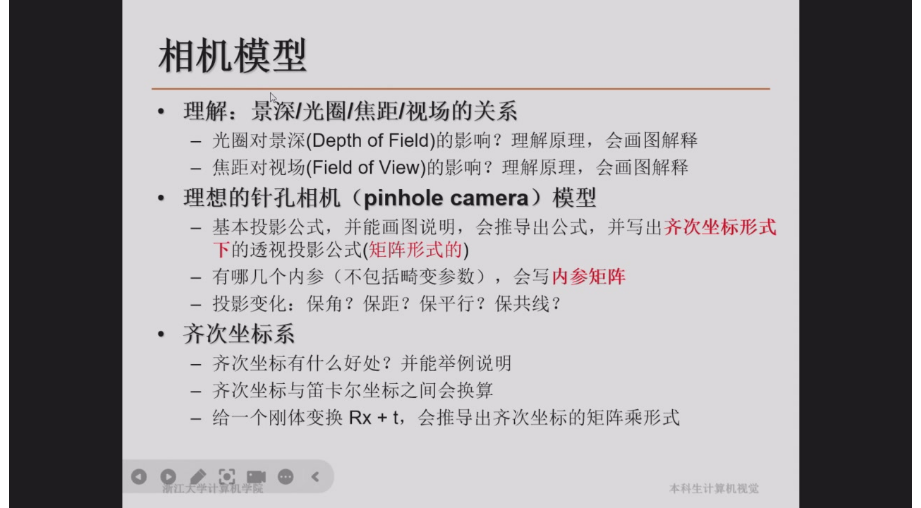 相机模型
• 理解：景深/光圈/焦距/视场的关系
– 光圈对景深(Depth of Field)的影响？理解原理，会画图解释
– 焦距对视场(Field of View)的影响？理解原理，会画图解释
• 理想的针孔相机（pinhole camera）模型
– 基本投影公式，并能画图说明，会推导出公式，并写出齐次坐标形式
下的透视投影公式(矩阵形式的)
– 有哪几个内参（不包括畸变参数），会写内参矩阵
– 投影变化：保角？保距？保平行？保共线？
• 齐次坐标系
– 齐次坐标有什么好处？并能举例说明
– 齐次坐标与笛卡尔坐标之间会换算
– 给一个刚体变换 Rx + t，会推导出齐次坐标的矩阵乘形式
浙江大学计算机学院
本科生计算机视觉